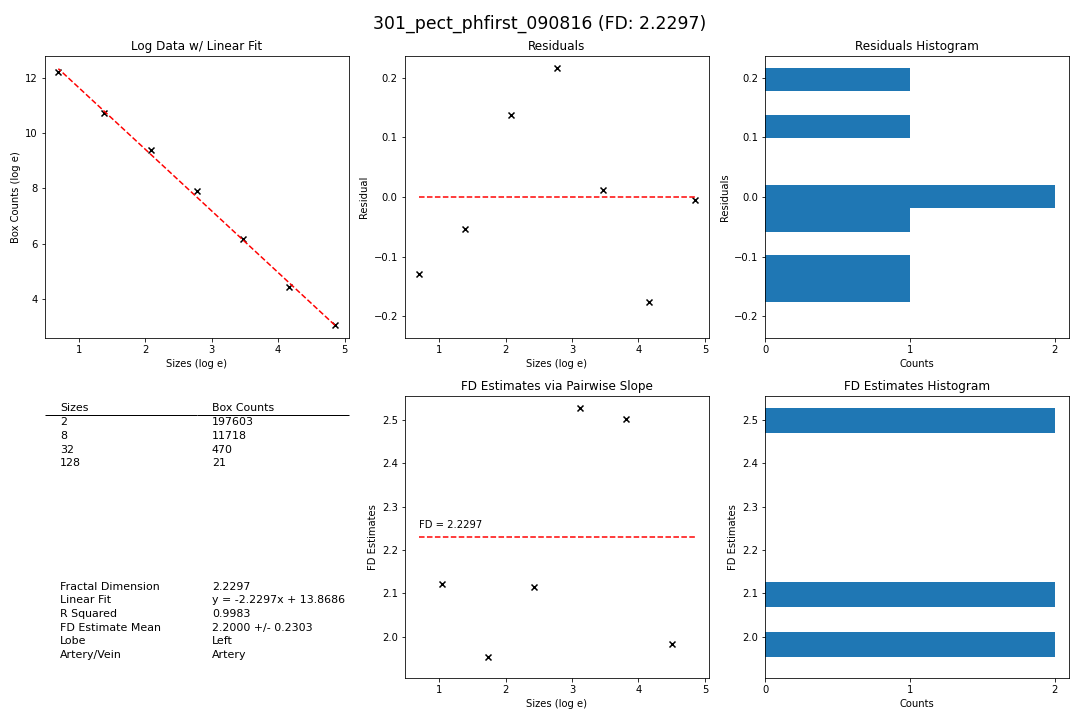 301_pect_phfirst_090816 (FD: 2.2297)
Log Data w/ Linear Fit
12
10
8
6
4
Box Counts (log e)
1 2 3 4 5
Sizes (log e)
Residuals
0.2
0.1
0.0
−0.1
−0.2
Residual
1 2 3 4 5
Sizes (log e)
Residuals Histogram
0.2
0.1
0.0
−0.1
−0.2
Residuals
0 1 2
Counts
Sizes Box Counts
2 197603
8 11718
32 470
128 21
Fractal Dimension 2.2297
Linear Fit y = -2.2297x + 13.8686
R Squared 0.9983
FD Estimate Mean 2.2000 +/- 0.2303
Lobe Left
Artery/Vein Artery
FD Estimates via Pairwise Slope
2.5
2.4
2.3
2.2
2.1
2.0
FD Estimates
FD = 2.2297
1 2 3 4 5
Sizes (log e)
FD Estimates Histogram
2.5
2.4
2.3
2.2
2.1
2.0
FD Estimates
0 1 2
Counts